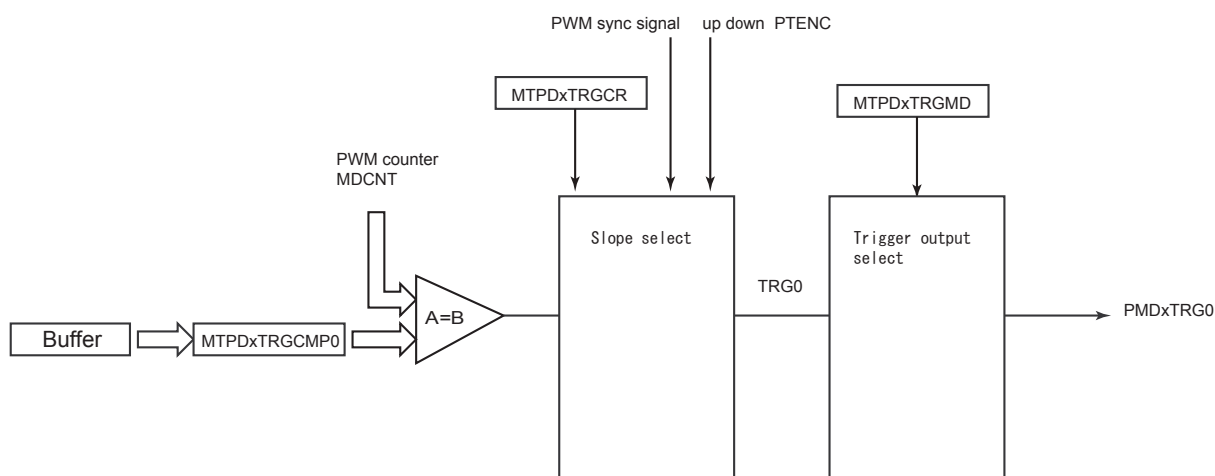 PWM sync signal
up down PTENC
MTPDxTRGCR
MTPDxTRGMD
PWM counter
MDCNT
Slope select
Trigger output
select
TRG0
A=B
PMDxTRG0
Buffer
MTPDxTRGCMP0